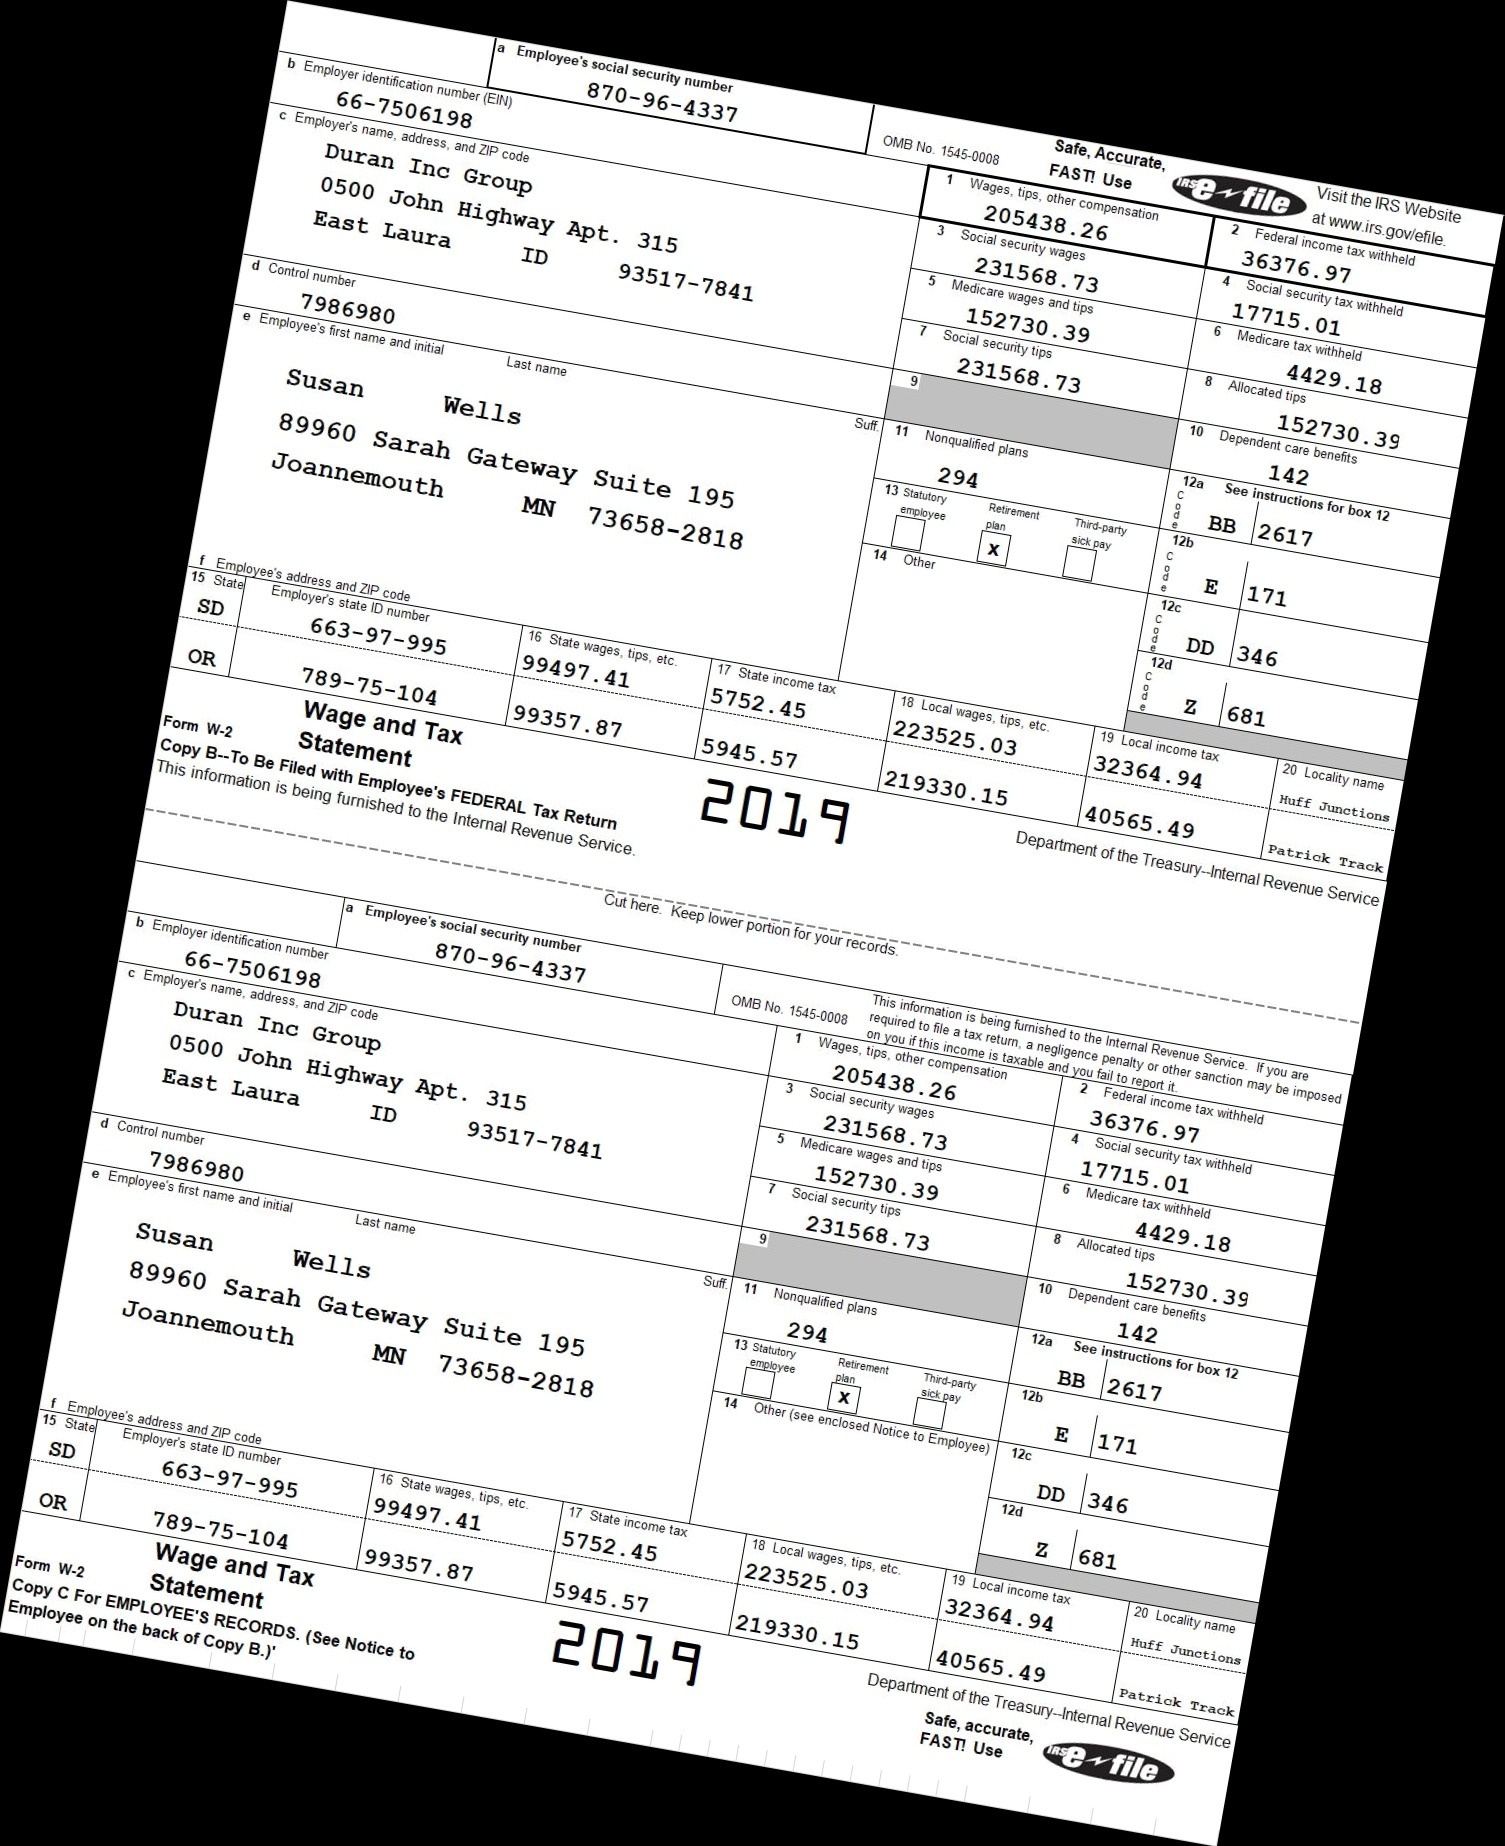 a Employee's social security number
870-96-4337
b Employer identification number (EIN)
66-7506198
OMB No. 1545-0008
Safe, Accurate,
FAST! Use
IRS e-file
Visit the IRS Website
at www.irs.gov/efile.
c Employer's name, address, and ZIP code
Duran Inc Group
0500 John Highway Apt. 315
East Laura ID 93517-7841
1 Wages, tips, other compensation
205438.26
2 Federal income tax withheld
36376.97
3 Social security wages
231568.73
4 Social security tax withheld
17715.01
5 Medicare wages and tips
152730.39
6 Medicare tax withheld
4429.18
d Control number
7986980
7 Social security tips
231568.73
8 Allocated tips
152730.39
e Employee's first name and initial Last name Suff.
Susan Wells
89960 Sarah Gateway Suite 195
Joannemouth MN 73658-2818
9
10 Dependent care benefits
142
11 Nonqualified plans
294
12a See instructions for box 12
Code BB 2617
13 Statutory employee Retirement plan Third-party sick pay
x
12b
Code E 171
14 Other
12c
Code DD 346
12d
Code Z 681
f Employee's address and ZIP code
15 State Employer's state ID number
SD 663-97-995
OR 789-75-104
16 State wages, tips, etc.
99497.41
99357.87
17 State income tax
5752.45
5945.57
18 Local wages, tips, etc.
223525.03
219330.15
19 Local income tax
32364.94
40565.49
20 Locality name
Huff Junctions
Patrick Track
Form W-2
Wage and Tax
Statement
2019
Department of the Treasury--Internal Revenue Service
Copy B--To Be Filed with Employee's FEDERAL Tax Return
This information is being furnished to the Internal Revenue Service.
Cut here. Keep lower portion for your records.
a Employee's social security number
870-96-4337
b Employer identification number
66-7506198
OMB No. 1545-0008
This information is being furnished to the Internal Revenue Service. If you are
required to file a tax return, a negligence penalty or other sanction may be imposed
on you if this income is taxable and you fail to report it.
c Employer's name, address, and ZIP code
Duran Inc Group
0500 John Highway Apt. 315
East Laura ID 93517-7841
1 Wages, tips, other compensation
205438.26
2 Federal income tax withheld
36376.97
3 Social security wages
231568.73
4 Social security tax withheld
17715.01
5 Medicare wages and tips
152730.39
6 Medicare tax withheld
4429.18
d Control number
7986980
7 Social security tips
231568.73
8 Allocated tips
152730.39
e Employee's first name and initial Last name Suff.
Susan Wells
89960 Sarah Gateway Suite 195
Joannemouth MN 73658-2818
9
10 Dependent care benefits
142
11 Nonqualified plans
294
12a See instructions for box 12
BB 2617
13 Statutory employee Retirement plan Third-party sick pay
x
12b
E 171
14 Other (see enclosed Notice to Employee)
12c
DD 346
12d
Z 681
f Employee's address and ZIP code
15 State Employer's state ID number
SD 663-97-995
OR 789-75-104
16 State wages, tips, etc.
99497.41
99357.87
17 State income tax
5752.45
5945.57
18 Local wages, tips, etc.
223525.03
219330.15
19 Local income tax
32364.94
40565.49
20 Locality name
Huff Junctions
Patrick Track
Form W-2
Wage and Tax
Statement
2019
Department of the Treasury--Internal Revenue Service
Copy C For EMPLOYEE'S RECORDS. (See Notice to
Employee on the back of Copy B.)'
Safe, accurate,
FAST! Use
IRS e-file